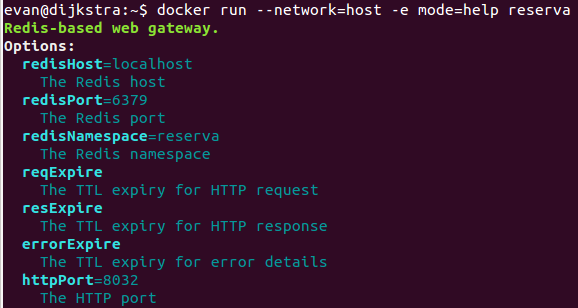 evan@dijkstra:~$ docker run --network=host -e mode=help reserva
Redis-based web gateway.
Options:
redisHost=localhost
The Redis host
redisPort=6379
The Redis port
redisNamespace=reserva
The Redis namespace
reqExpire
The TTL expiry for HTTP request
resExpire
The TTL expiry for HTTP response
errorExpire
The TTL expiry for error details
httpPort=8032
The HTTP port